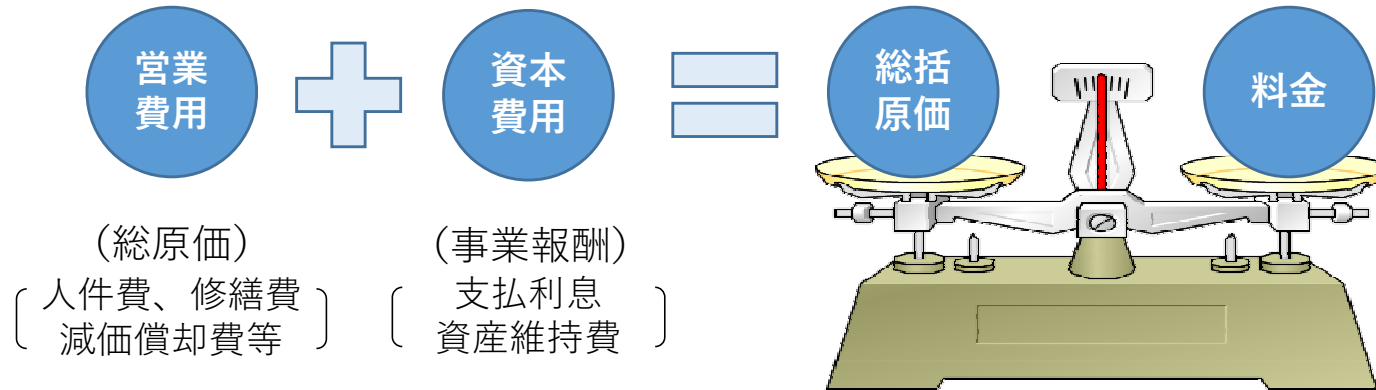 営業
費用
資本
費用
総括
原価
料金
（総原価）
人件費、修繕費
減価償却費等
（事業報酬）
支払利息
資産維持費